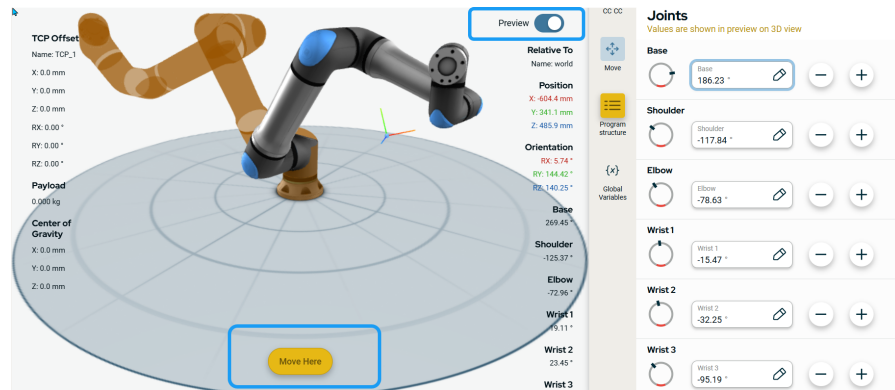 TCP Offset
Name: TCP_1
X: 0.0 mm
Y: 0.0 mm
Z: 0.0 mm
RX: 0.00 °
RY: 0.00 °
RZ: 0.00 °
Payload
0.000 kg
Center of
Gravity
X: 0.0 mm
Y: 0.0 mm
Z: 0.0 mm
Preview
Relative To
Name: world
Position
X: -604.4 mm
Y: 341.1 mm
Z: 485.9 mm
Orientation
RX: 5.74 °
RY: 144.42 °
RZ: 140.25 °
Base
269.45 °
Shoulder
-125.37 °
Elbow
-72.96 °
Wrist 1
19.11 °
Wrist 2
23.45 °
Wrist 3
Move Here
CC CC
Move
Program
structure
{x}
Global
Variables
Joints
Values are shown in preview on 3D view
Base
Base
186.23 °
Shoulder
Shoulder
-117.84 °
Elbow
Elbow
-78.63 °
Wrist 1
Wrist 1
-15.47 °
Wrist 2
Wrist 2
-32.25 °
Wrist 3
Wrist 3
-95.19 °